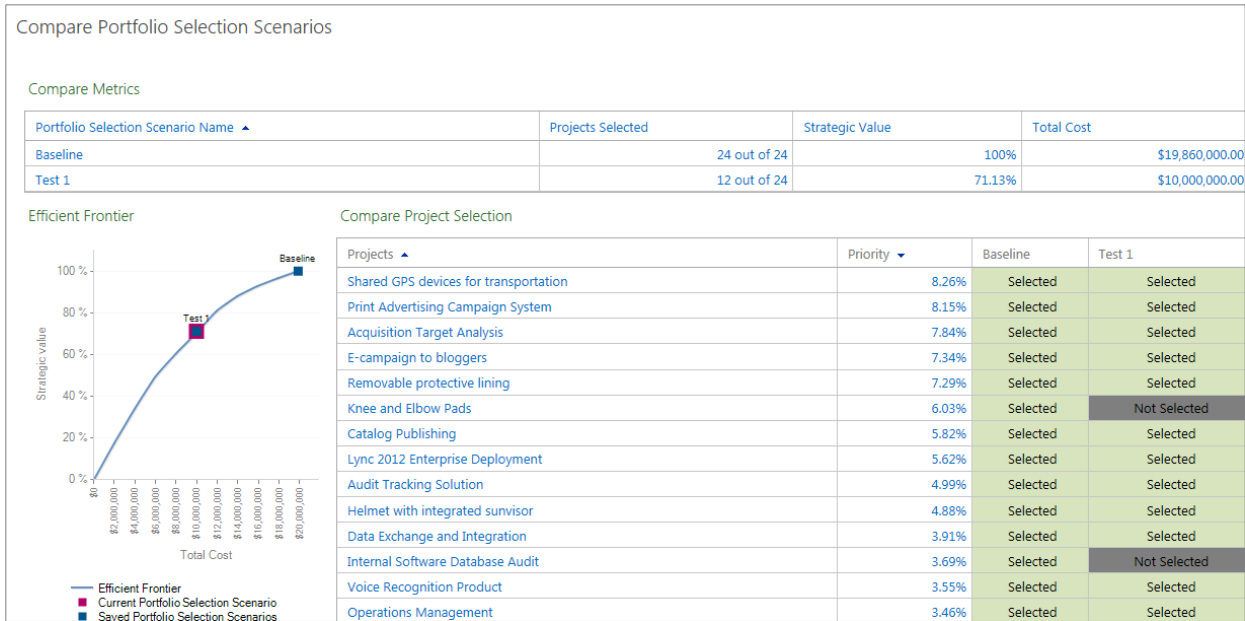 Compare Portfolio Selection Scenarios
Compare Metrics
Portfolio Selection Scenario Name Projects Selected Strategic Value Total Cost
Baseline 24 out of 24 100% $19,860,000.00
Test 1 12 out of 24 71.13% $10,000,000.00
Efficient Frontier
Baseline
100 %
80 %
Test 1
60 %
40 %
20 %
0 %
Strategic value
$0
$2,000,000
$4,000,000
$6,000,000
$8,000,000
$10,000,000
$12,000,000
$14,000,000
$16,000,000
$18,000,000
$20,000,000
Total Cost
Efficient Frontier
Current Portfolio Selection Scenario
Saved Portfolio Selection Scenarios
Compare Project Selection
Projects Priority Baseline Test 1
Shared GPS devices for transportation 8.26% Selected Selected
Print Advertising Campaign System 8.15% Selected Selected
Acquisition Target Analysis 7.84% Selected Selected
E-campaign to bloggers 7.34% Selected Selected
Removable protective lining 7.29% Selected Selected
Knee and Elbow Pads 6.03% Selected Not Selected
Catalog Publishing 5.82% Selected Selected
Lync 2012 Enterprise Deployment 5.62% Selected Selected
Audit Tracking Solution 4.99% Selected Selected
Helmet with integrated sunvisor 4.88% Selected Selected
Data Exchange and Integration 3.91% Selected Selected
Internal Software Database Audit 3.69% Selected Not Selected
Voice Recognition Product 3.55% Selected Selected
Operations Management 3.46% Selected Selected